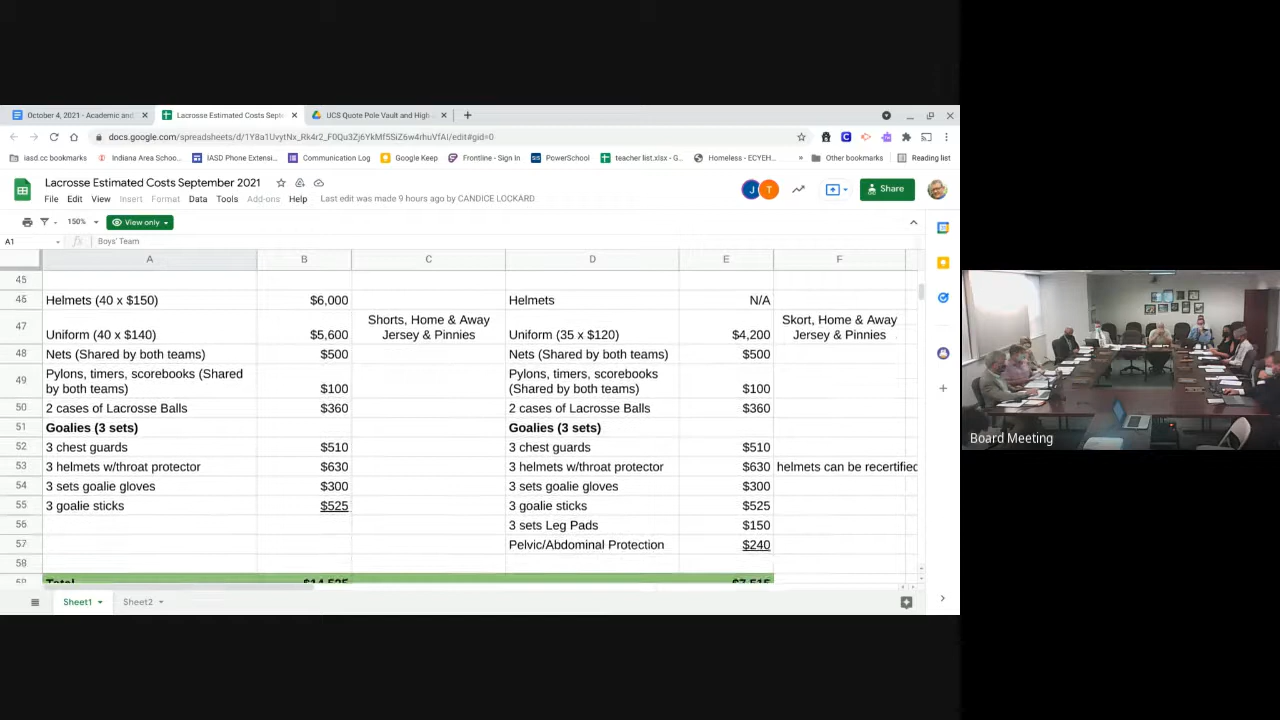 October 4, 2021 - Academic and
Lacrosse Estimated Costs Sept
UCS Quote Pole Vault and High
docs.google.com/spreadsheets/d/1Y8a1UvytNx_Rk4r2_F0Qu3Zj6YkMf5SiZ6w4rhuVfAI/edit#gid=0
iasd.cc bookmarks
Indiana Area Schoo...
IASD Phone Extensi...
Communication Log
Google Keep
Frontline - Sign In
PowerSchool
teacher list.xlsx - G...
Homeless - ECYEH...
»
Other bookmarks
Reading list
Lacrosse Estimated Costs September 2021
J T
Share
File Edit View Insert Format Data Tools Add-ons Help Last edit was made 9 hours ago by CANDICE LOCKARD
150% View only
A1 fx Boys' Team
A B C D E F
45
46 Helmets (40 x $150) $6,000 Helmets N/A
47 Uniform (40 x $140) $5,600 Shorts, Home & Away Jersey & Pinnies Uniform (35 x $120) $4,200 Skort, Home & Away Jersey & Pinnies
48 Nets (Shared by both teams) $500 Nets (Shared by both teams) $500
49 Pylons, timers, scorebooks (Shared by both teams) $100 Pylons, timers, scorebooks (Shared by both teams) $100
50 2 cases of Lacrosse Balls $360 2 cases of Lacrosse Balls $360
51 Goalies (3 sets) Goalies (3 sets)
52 3 chest guards $510 3 chest guards $510
53 3 helmets w/throat protector $630 3 helmets w/throat protector $630 helmets can be recertified
54 3 sets goalie gloves $300 3 sets goalie gloves $300
55 3 goalie sticks $525 3 goalie sticks $525
56 3 sets Leg Pads $150
57 Pelvic/Abdominal Protection $240
58
59 Total $14,525 $7,515
Sheet1 Sheet2
Board Meeting